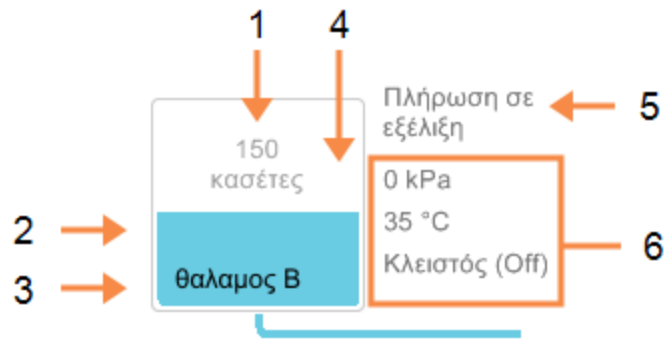 1
4
Πλήρωση σε
εξέλιξη
5
150
κασέτες
0 kPa
35 °C
Κλειστός (Off)
6
2
θαλαμος Β
3